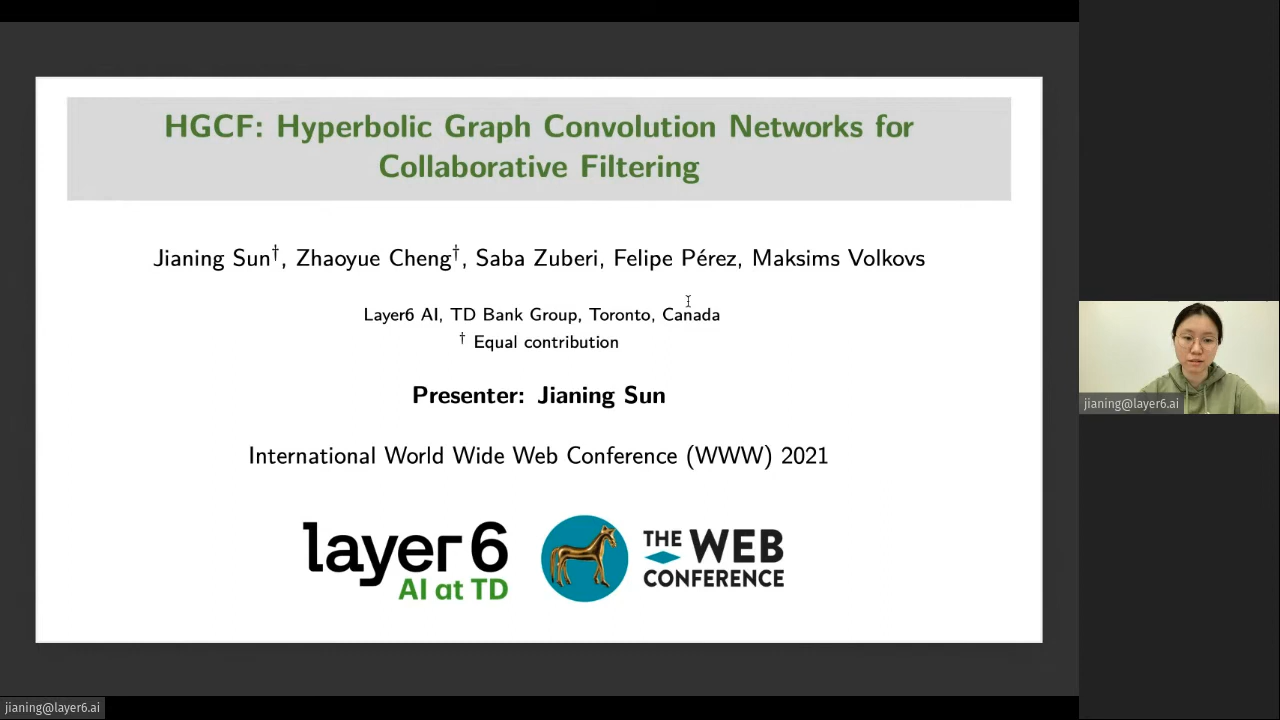 HGCF: Hyperbolic Graph Convolution Networks for
Collaborative Filtering
Jianing Sun†, Zhaoyue Cheng†, Saba Zuberi, Felipe Pérez, Maksims Volkovs
Layer6 AI, TD Bank Group, Toronto, Canada
† Equal contribution
Presenter: Jianing Sun
International World Wide Web Conference (WWW) 2021
layer 6
AI at TD
THE WEB
CONFERENCE
jianing@layer6.ai
jianing@layer6.ai